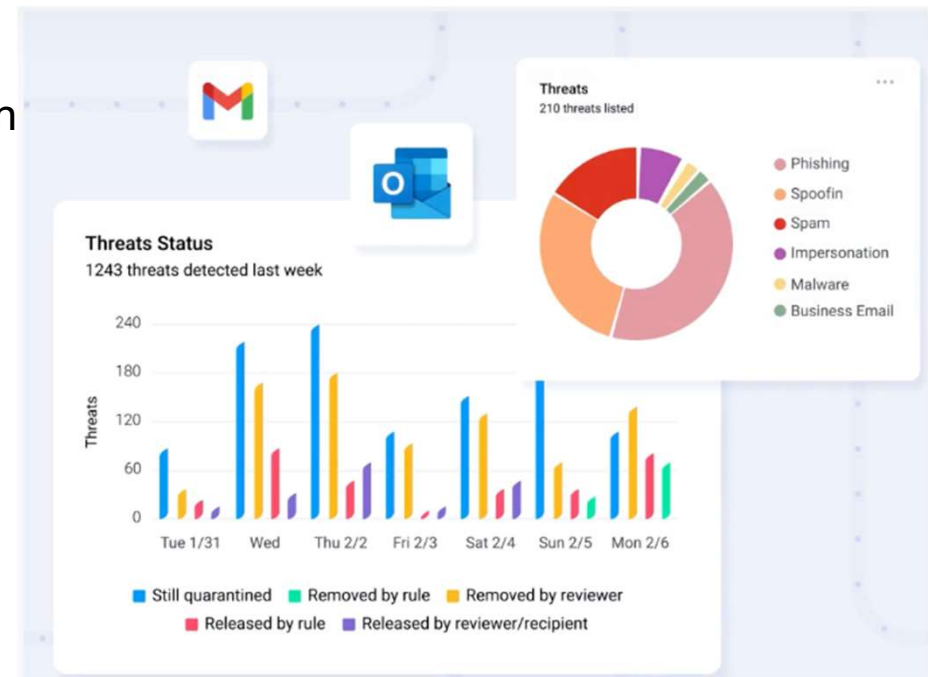 n
O
Threats
210 threats listed
Phishing
Spoofin
Spam
Impersonation
Malware
Business Email
Threats Status
1243 threats detected last week
240
180
120
60
0
Threats
Tue 1/31 Wed Thu 2/2 Fri 2/3 Sat 2/4 Sun 2/5 Mon 2/6
Still quarantined Removed by rule Removed by reviewer
Released by rule Released by reviewer/recipient